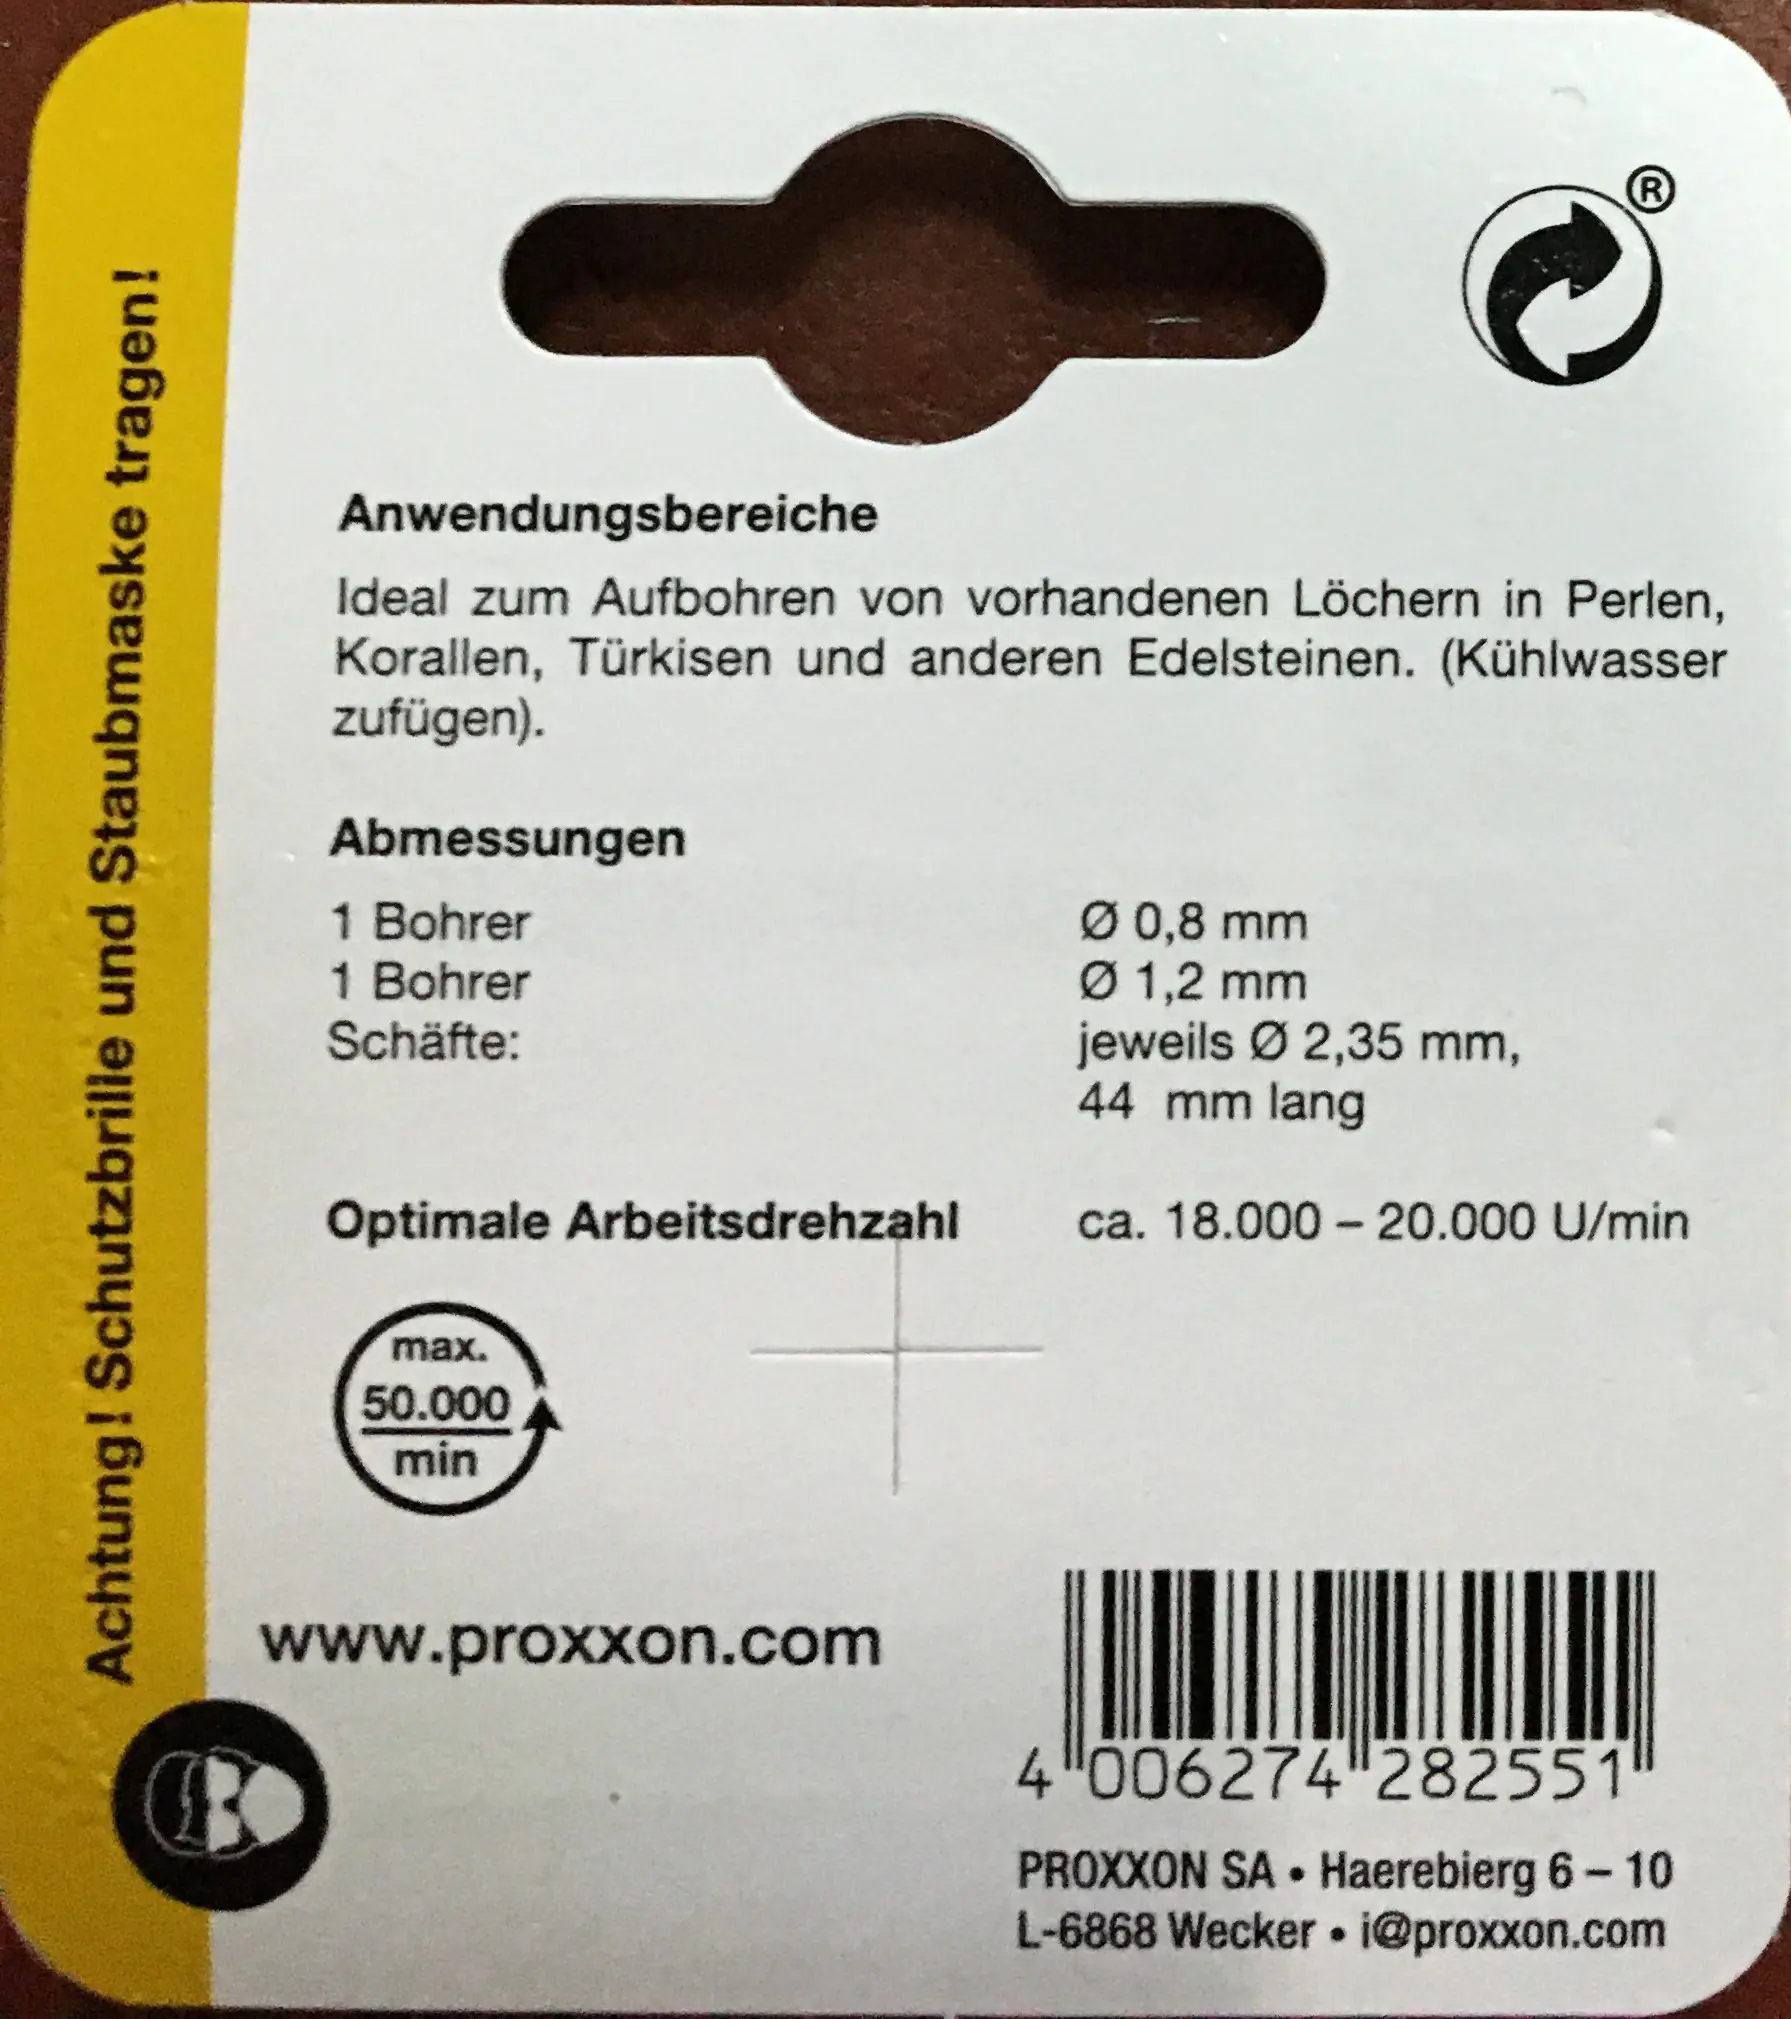 Achtung! Schutzbrille und Staubmaske tragen!
®
Anwendungsbereiche
Ideal zum Aufbohren von vorhandenen Löchern in Perlen,
Korallen, Türkisen und anderen Edelsteinen. (Kühlwasser
zufügen).
Abmessungen
1 Bohrer Ø 0,8 mm
1 Bohrer Ø 1,2 mm
Schäfte: jeweils Ø 2,35 mm,
44 mm lang
Optimale Arbeitsdrehzahl ca. 18.000 – 20.000 U/min
max.
50.000
min
www.proxxon.com
4 006274 282551
PROXXON SA • Haerebierg 6 – 10
L-6868 Wecker • i@proxxon.com